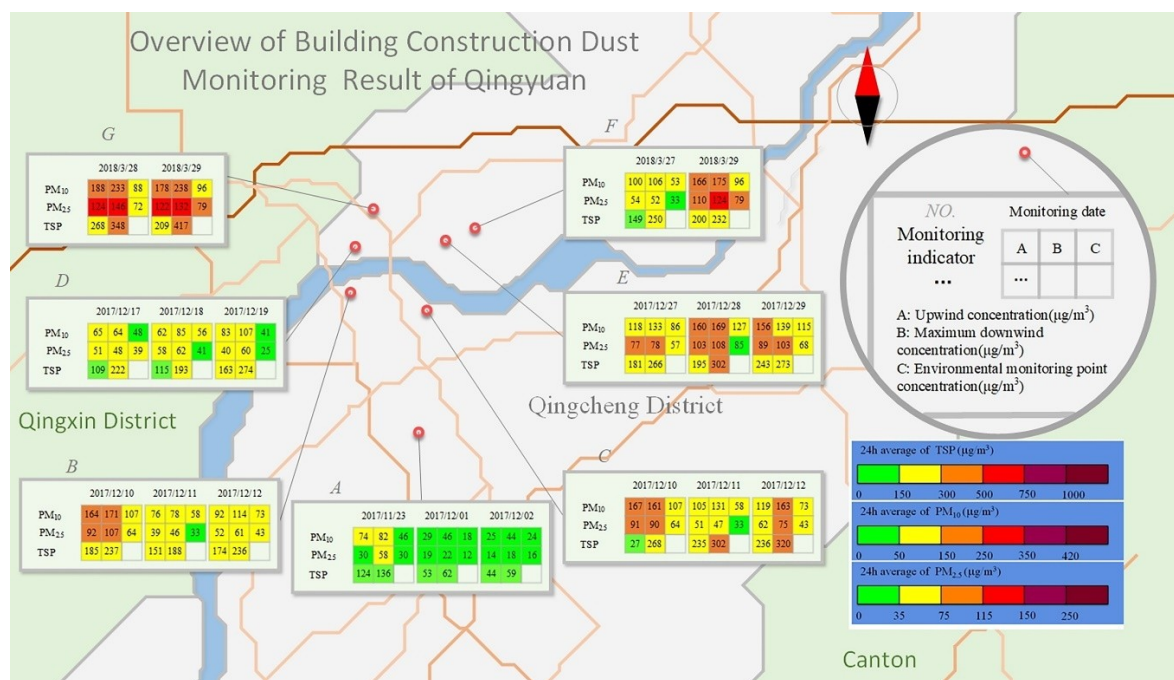 Overview of Building Construction Dust
Monitoring Result of Qingyuan
G
2018/3/28 2018/3/29
PM10 188 233 88 178 238 96
PM2.5 124 146 72 122 132 79
TSP 268 348 209 417
F
2018/3/27 2018/3/29
PM10 100 106 53 166 175 96
PM2.5 54 52 33 110 124 79
TSP 149 250 200 232
NO. Monitoring date
Monitoring
indicator
...
A B C
...
A: Upwind concentration(μg/m3)
B: Maximum downwind
concentration(μg/m3)
C: Environmental monitoring point
concentration(μg/m3)
D
2017/12/17 2017/12/18 2017/12/19
PM10 65 64 48 62 85 56 83 107 41
PM2.5 51 48 39 58 62 41 40 60 25
TSP 109 222 115 193 163 274
E
2017/12/27 2017/12/28 2017/12/29
PM10 118 133 86 160 169 127 156 139 115
PM2.5 77 78 57 103 108 85 89 103 68
TSP 181 266 195 302 243 273
Qingxin District
Qingcheng District
B
2017/12/10 2017/12/11 2017/12/12
PM10 164 171 107 76 78 58 92 114 73
PM2.5 92 107 64 39 46 33 52 61 43
TSP 185 237 151 188 174 236
A
2017/11/23 2017/12/01 2017/12/02
PM10 74 82 46 29 46 18 25 44 24
PM2.5 30 58 30 19 22 12 14 18 16
TSP 124 136 53 62 44 59
C
2017/12/10 2017/12/11 2017/12/12
PM10 167 161 107 105 131 58 119 163 73
PM2.5 91 90 64 51 47 33 62 75 43
TSP 27 268 235 302 236 320
24h average of TSP (μg/m3)
0 150 300 500 750 1000
24h average of PM10 (μg/m3)
0 50 150 250 350 420
24h average of PM2.5 (μg/m3)
0 35 75 115 150 250
Canton